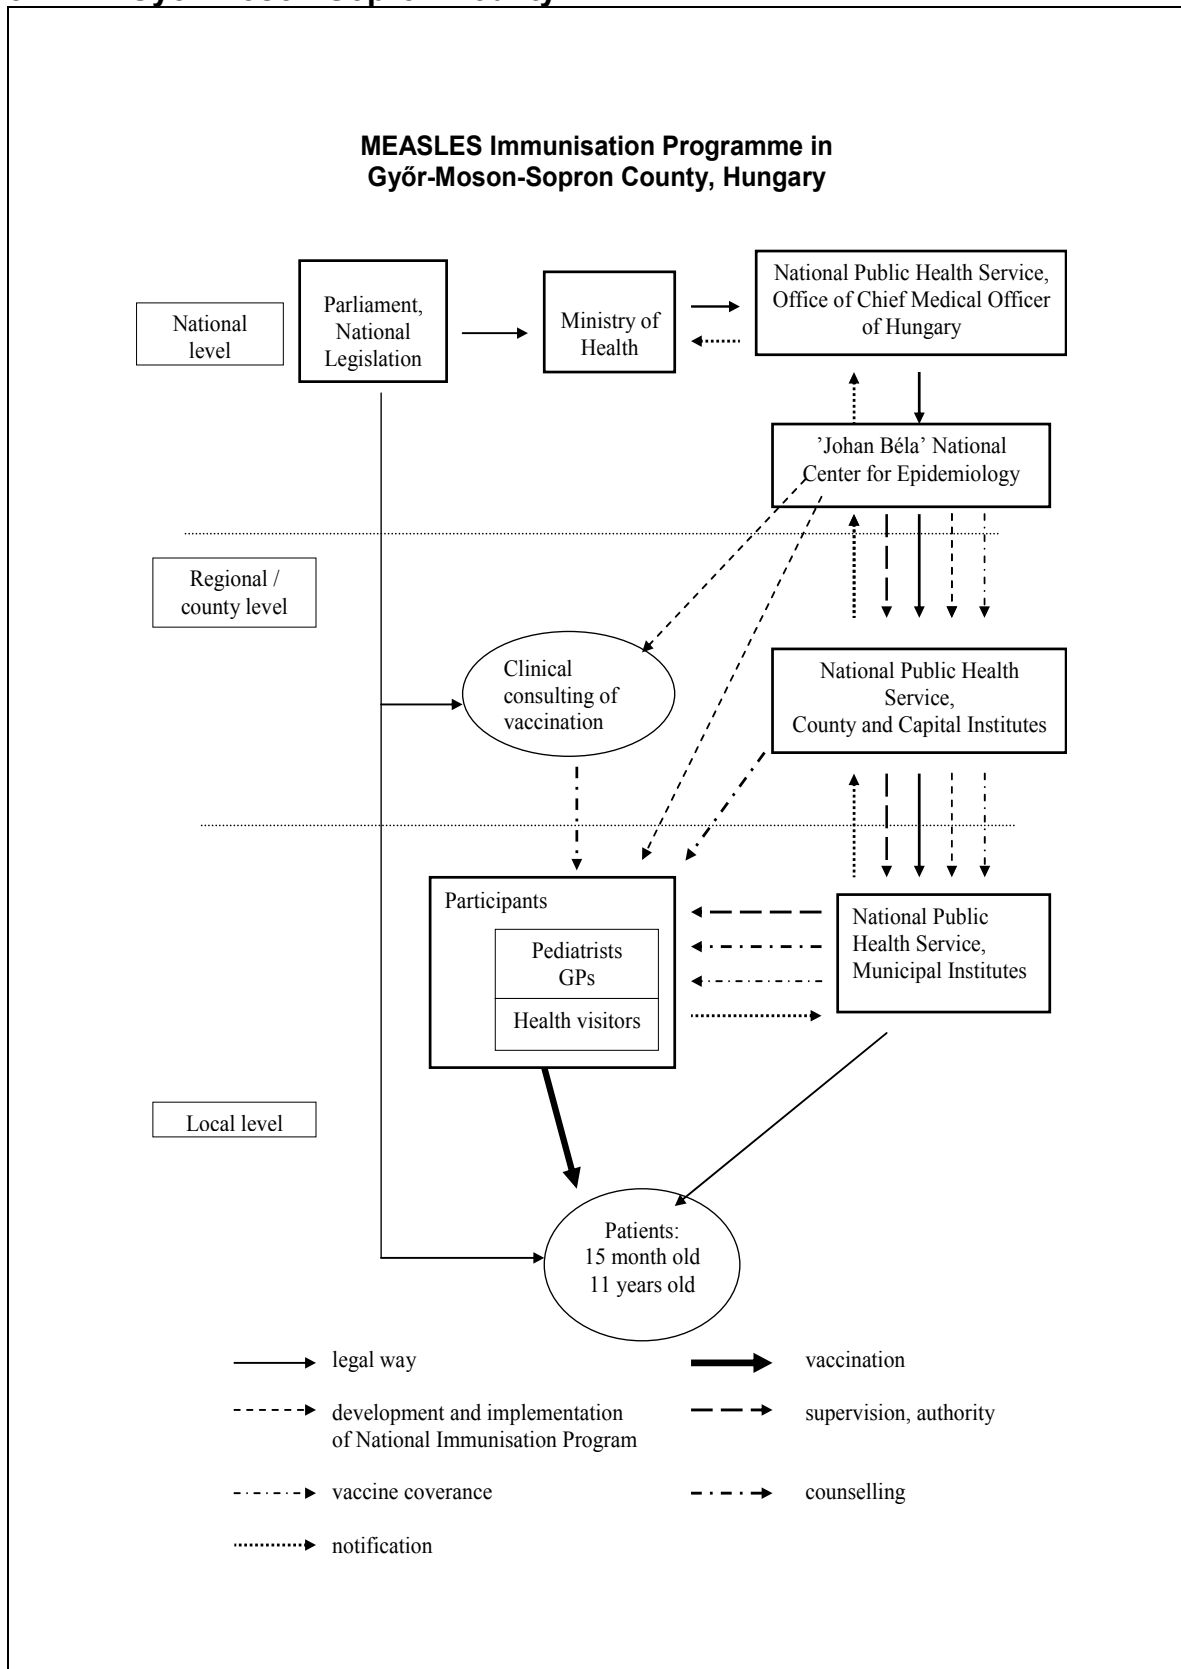 MEASLES Immunisation Programme in
Győr-Moson-Sopron County, Hungary
National
level
Parliament,
National
Legislation
Ministry of
Health
National Public Health Service,
Office of Chief Medical Officer
of Hungary
’Johan Béla’ National
Center for Epidemiology
Regional /
county level
Clinical
consulting of
vaccination
National Public Health
Service,
County and Capital Institutes
Participants
Pediatrists
GPs
Health visitors
National Public
Health Service,
Municipal Institutes
Local level
Patients:
15 month old
11 years old
legal way
vaccination
development and implementation
of National Immunisation Program
supervision, authority
vaccine coverance
counselling
notification